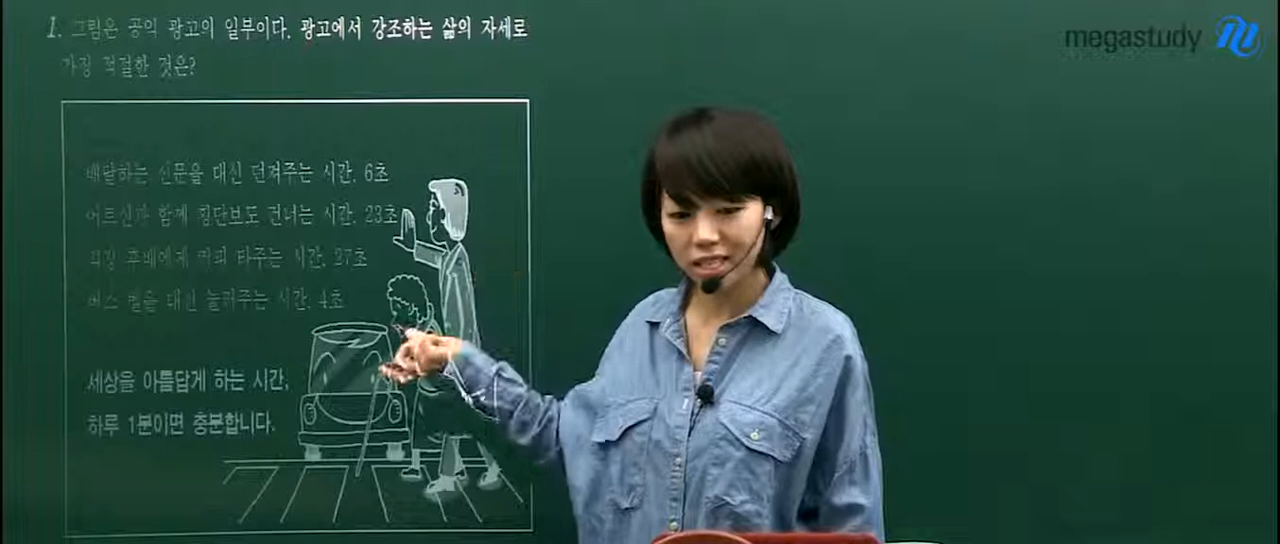 1. 그림은 공익 광고의 일부이다. 광고에서 강조하는 삶의 자세로
가장 적절한 것은?
megastudy
배달하는 신문을 대신 던져주는 시간, 6초
어르신과 함께 횡단보도 건너는 시간, 23초
직장 후배에게 커피 타주는 시간, 27초
버스 벨을 대신 눌러주는 시간, 4초
세상을 아름답게 하는 시간,
하루 1분이면 충분합니다.